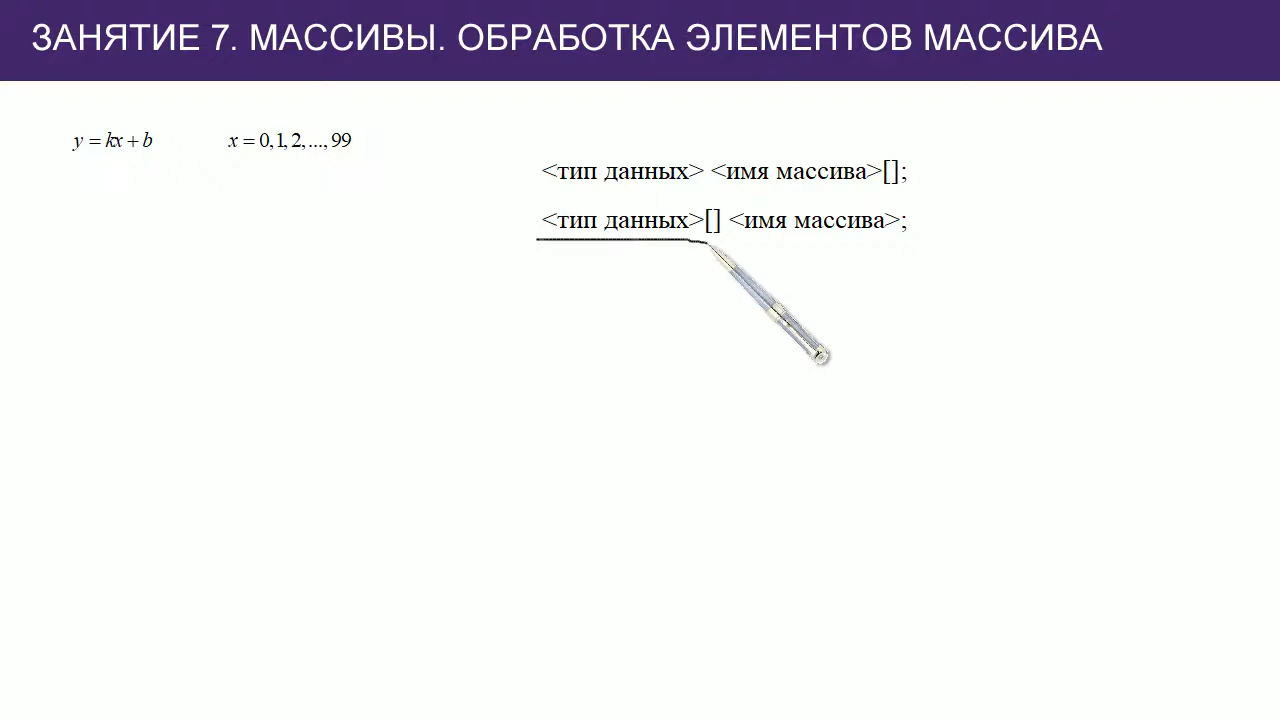 ЗАНЯТИЕ 7. МАССИВЫ. ОБРАБОТКА ЭЛЕМЕНТОВ МАССИВА
y = kx + b x = 0,1,2,...,99
<тип данных> <имя массива>[];
<тип данных>[] <имя массива>;